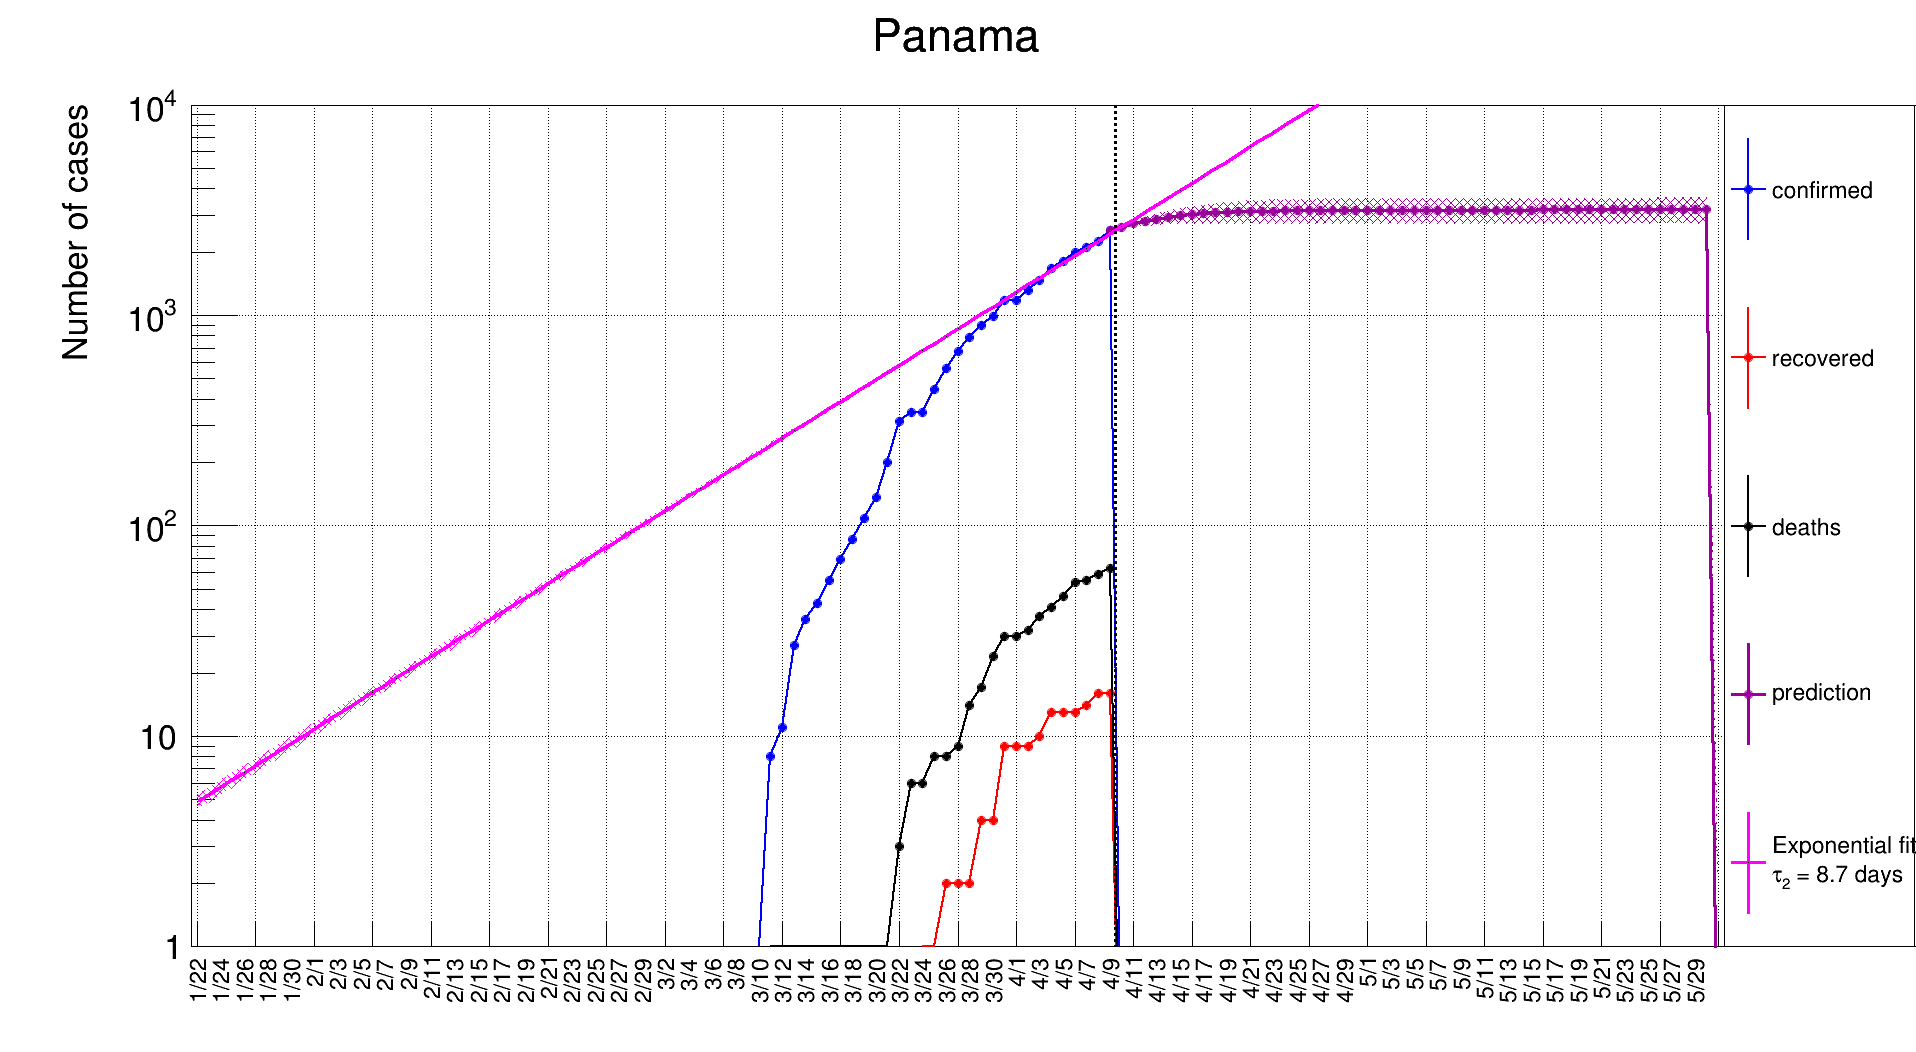 Panama
Number of cases
10^4
10^3
10^2
10
1
1/22 1/24 1/26 1/28 1/30 2/1 2/3 2/5 2/7 2/9 2/11 2/13 2/15 2/17 2/19 2/21 2/23 2/25 2/27 2/29 3/2 3/4 3/6 3/8 3/10 3/12 3/14 3/16 3/18 3/20 3/22 3/24 3/26 3/28 3/30 4/1 4/3 4/5 4/7 4/9 4/11 4/13 4/15 4/17 4/19 4/21 4/23 4/25 4/27 4/29 5/1 5/3 5/5 5/7 5/9 5/11 5/13 5/15 5/17 5/19 5/21 5/23 5/25 5/27 5/29
confirmed
recovered
deaths
prediction
Exponential fit
τ₂ = 8.7 days